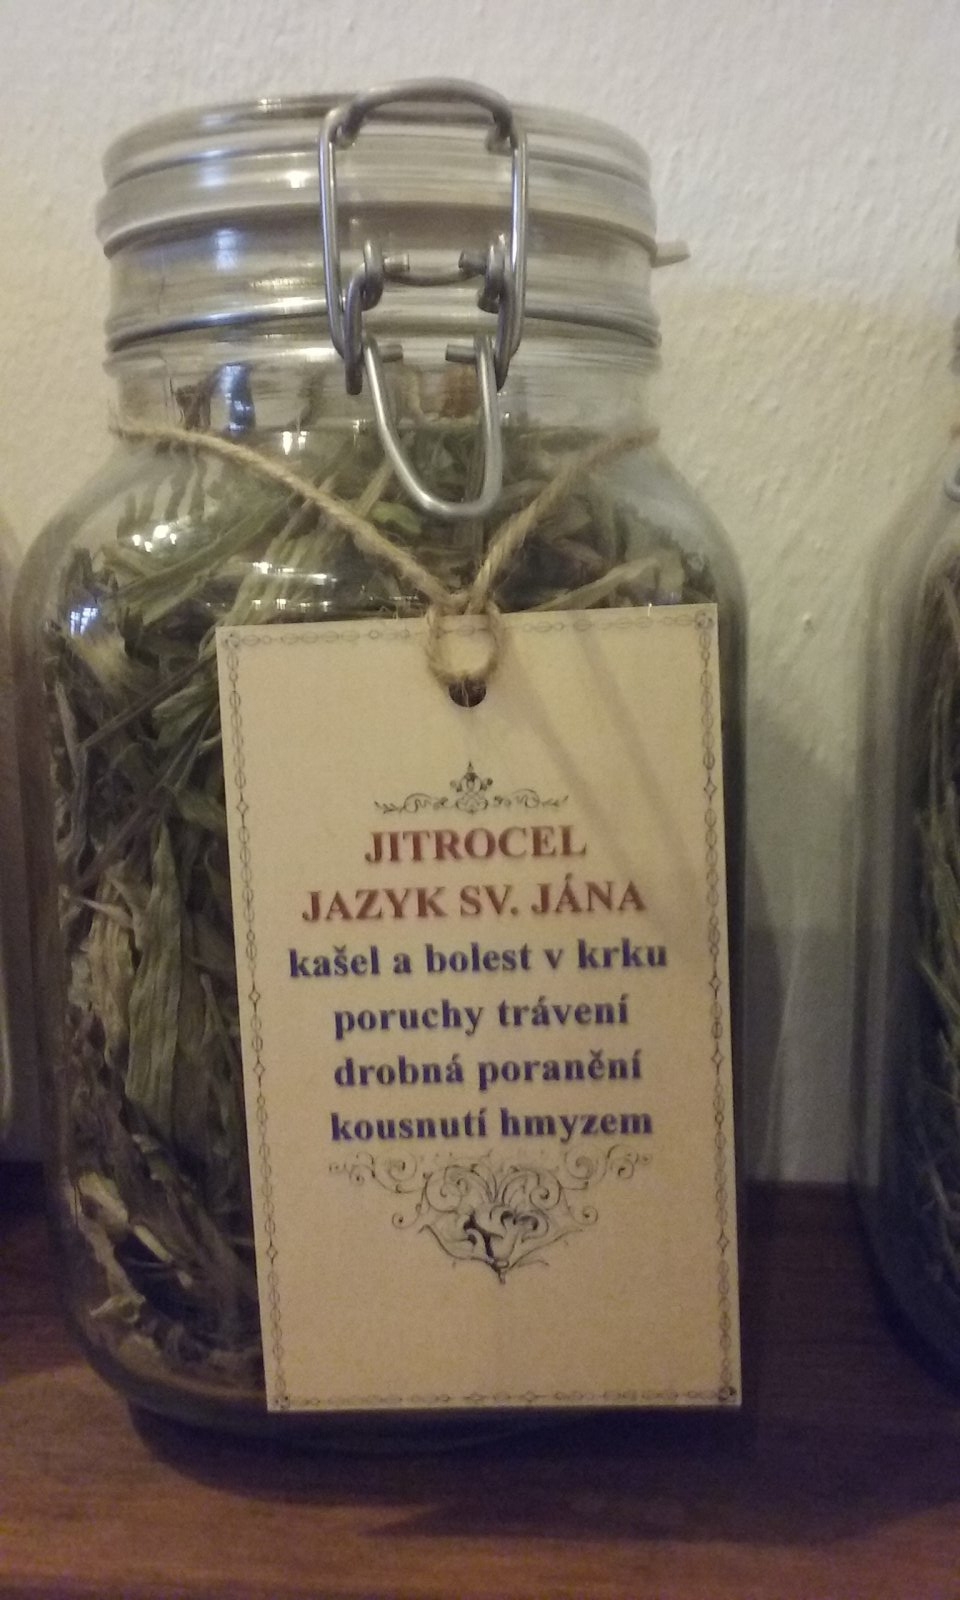 JITROCEL
JAZYK SV. JÁNA
kašel a bolest v krku
poruchy trávení
drobná poranění
kousnutí hmyzem